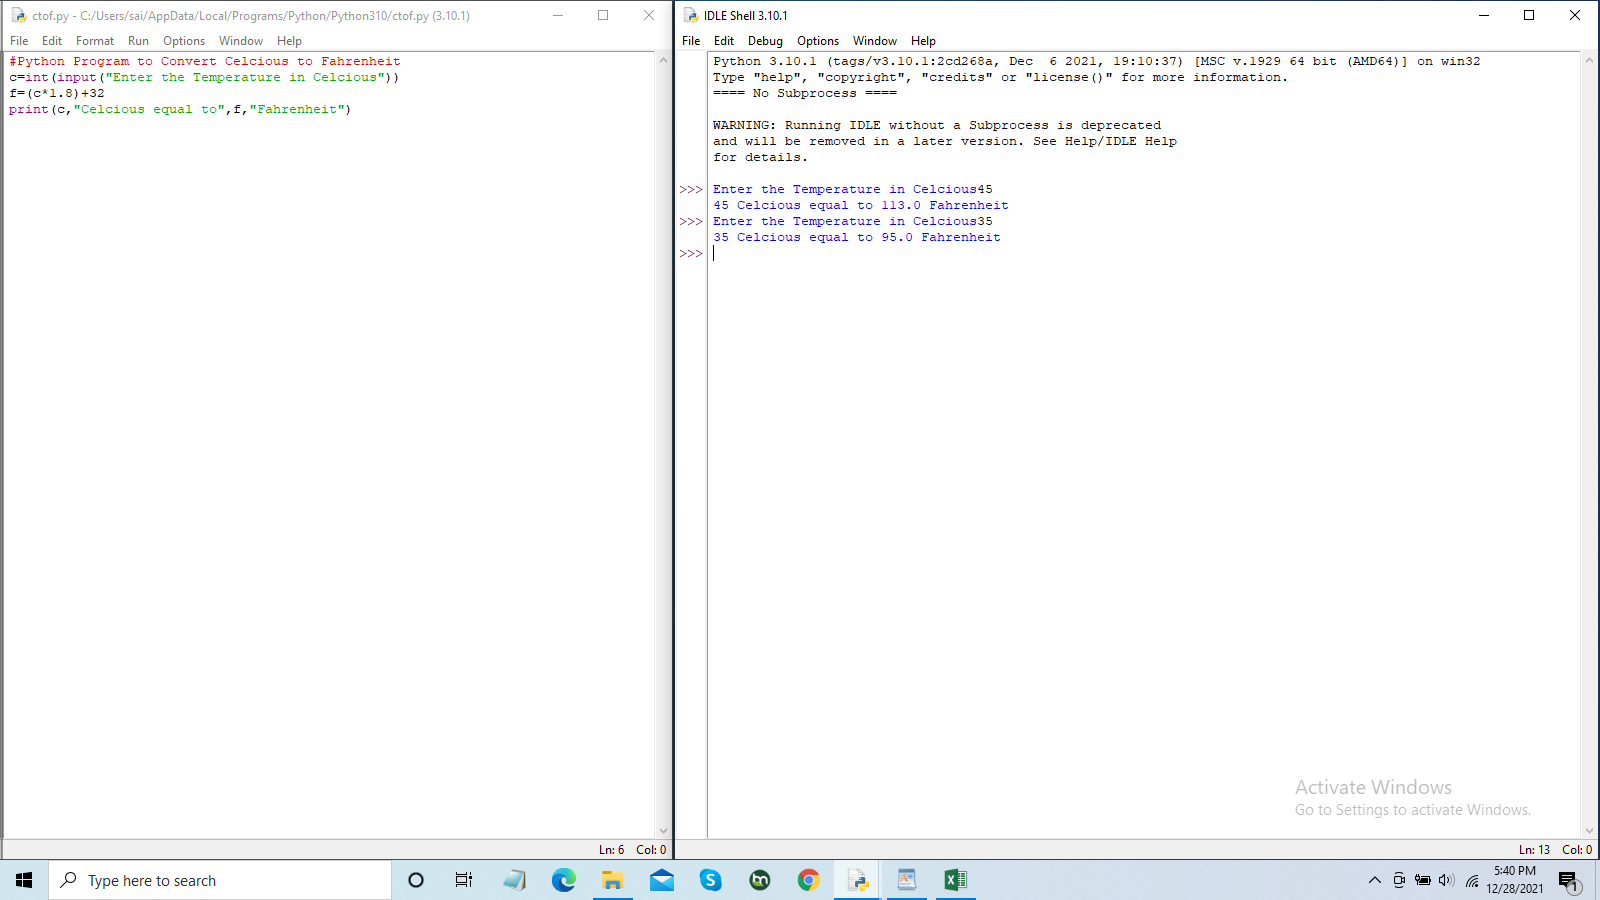 ctof.py - C:/Users/sai/AppData/Local/Programs/Python/Python310/ctof.py (3.10.1)
File Edit Format Run Options Window Help
#Python Program to Convert Celcious to Fahrenheit
c=int(input("Enter the Temperature in Celcious"))
f=(c*1.8)+32
print(c,"Celcious equal to",f,"Fahrenheit")
Ln: 6 Col: 0
IDLE Shell 3.10.1
File Edit Debug Options Window Help
Python 3.10.1 (tags/v3.10.1:2cd268a, Dec  6 2021, 19:10:37) [MSC v.1929 64 bit (AMD64)] on win32
Type "help", "copyright", "credits" or "license()" for more information.
==== No Subprocess ====
WARNING: Running IDLE without a Subprocess is deprecated
and will be removed in a later version. See Help/IDLE Help
for details.
>>> Enter the Temperature in Celcious45
45 Celcious equal to 113.0 Fahrenheit
>>> Enter the Temperature in Celcious35
35 Celcious equal to 95.0 Fahrenheit
>>>
Activate Windows
Go to Settings to activate Windows.
Ln: 13 Col: 0
Type here to search
5:40 PM
12/28/2021
1